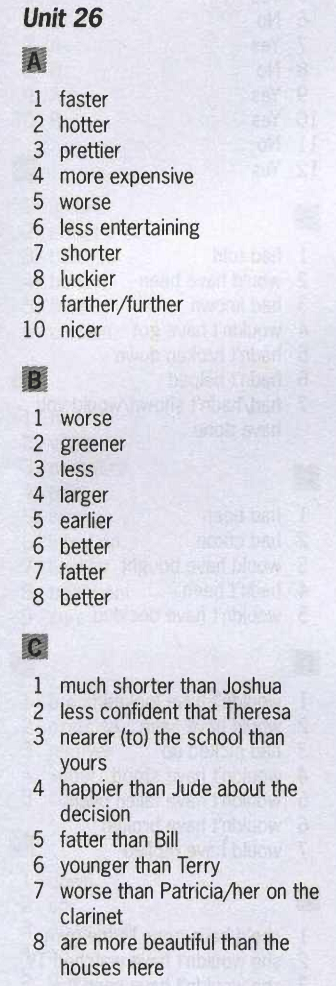 Unit 26
A
1 faster
2 hotter
3 prettier
4 more expensive
5 worse
6 less entertaining
7 shorter
8 luckier
9 farther/further
10 nicer
B
1 worse
2 greener
3 less
4 larger
5 earlier
6 better
7 fatter
8 better
C
1 much shorter than Joshua
2 less confident that Theresa
3 nearer (to) the school than
yours
4 happier than Jude about the
decision
5 fatter than Bill
6 younger than Terry
7 worse than Patricia/her on the
clarinet
8 are more beautiful than the
houses here